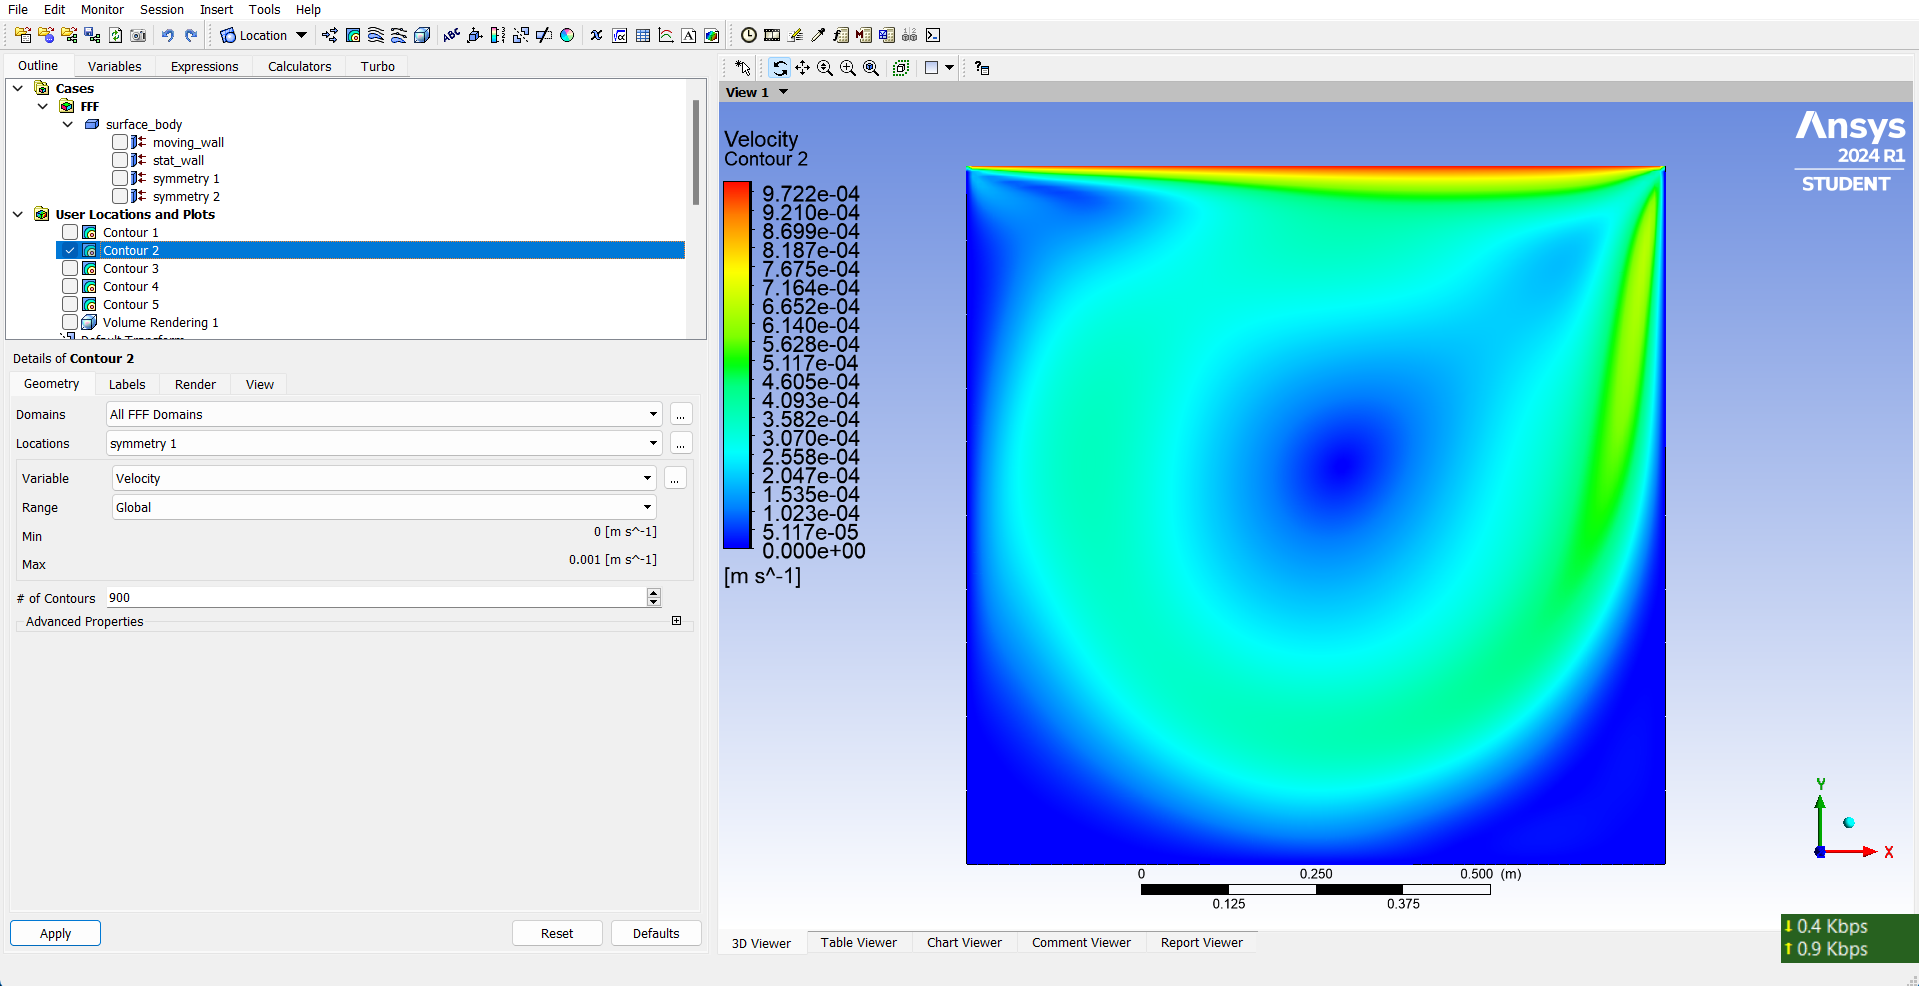 File Edit Monitor Session Insert Tools Help
Location
Outline Variables Expressions Calculators Turbo
Cases
FFF
surface_body
moving_wall
stat_wall
symmetry 1
symmetry 2
User Locations and Plots
Contour 1
Contour 2
Contour 3
Contour 4
Contour 5
Volume Rendering 1
Default Transform
Details of Contour 2
Geometry Labels Render View
Domains All FFF Domains ...
Locations symmetry 1 ...
Variable Velocity ...
Range Global
Min 0 [m s^-1]
Max 0.001 [m s^-1]
# of Contours 900
Advanced Properties
Apply Reset Defaults
View 1
Velocity
Contour 2
9.722e-04
9.210e-04
8.699e-04
8.187e-04
7.675e-04
7.164e-04
6.652e-04
6.140e-04
5.628e-04
5.117e-04
4.605e-04
4.093e-04
3.582e-04
3.070e-04
2.558e-04
2.047e-04
1.535e-04
1.023e-04
5.117e-05
0.000e+00
[m s^-1]
Ansys
2024 R1
STUDENT
Y
X
0 0.250 0.500 (m)
0.125 0.375
3D Viewer Table Viewer Chart Viewer Comment Viewer Report Viewer
↓ 0.4 Kbps
↑ 0.9 Kbps